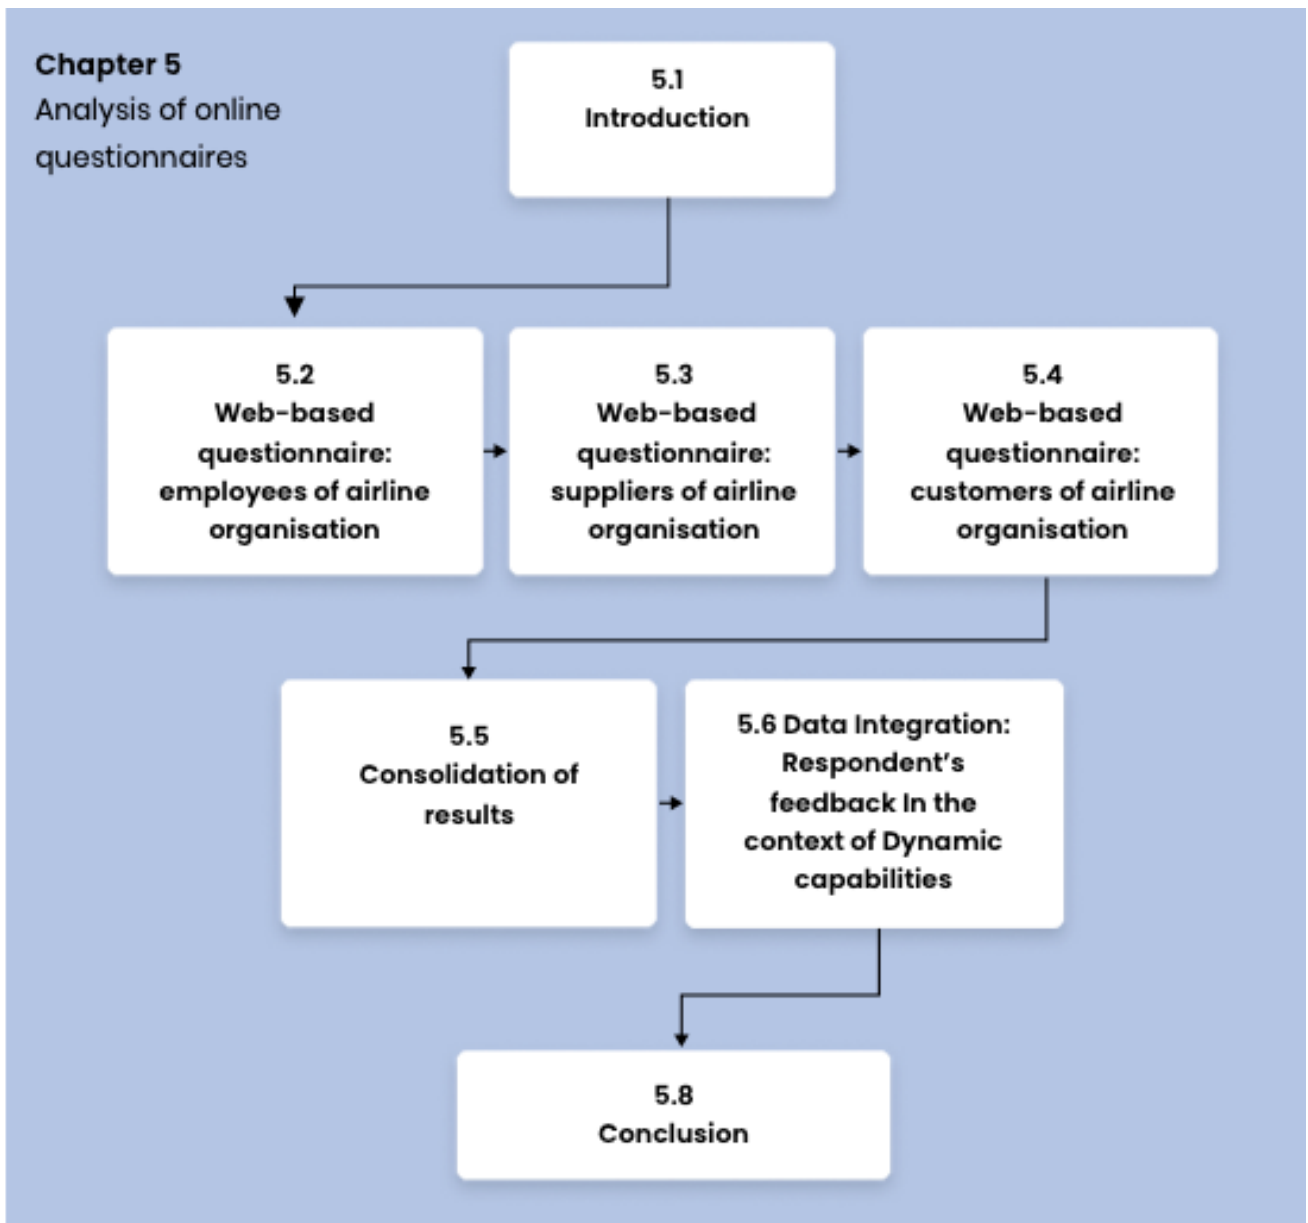 Chapter 5
Analysis of online
questionnaires
5.1
Introduction
5.2
Web-based
questionnaire:
employees of airline
organisation
5.3
Web-based
questionnaire:
suppliers of airline
organisation
5.4
Web-based
questionnaire:
customers of airline
organisation
5.5
Consolidation of
results
5.6 Data Integration:
Respondent’s
feedback In the
context of Dynamic
capabilities
5.8
Conclusion